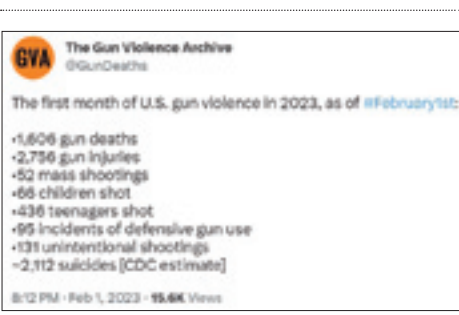 GVA
The Gun Violence Archive
@GunDeaths
The first month of U.S. gun violence in 2023, as of #February1st:
•1,606 gun deaths
•2,756 gun injuries
•52 mass shootings
•66 children shot
•436 teenagers shot
•95 incidents of defensive gun use
•131 unintentional shootings
~2,112 suicides [CDC estimate]
8:12 PM · Feb 1, 2023 · 15.6K Views